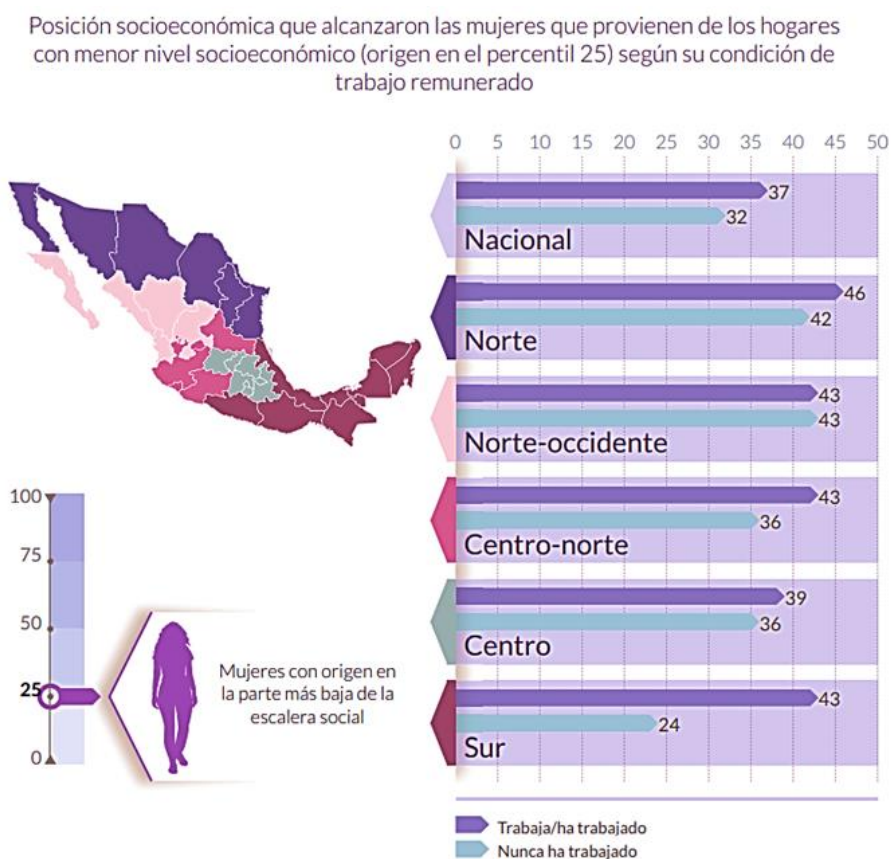 Posición socioeconómica que alcanzaron las mujeres que provienen de los hogares
con menor nivel socioeconómico (origen en el percentil 25) según su condición de
trabajo remunerado
0 5 10 15 20 25 30 35 40 45 50
37
32
Nacional
46
42
Norte
43
43
Norte-occidente
43
36
Centro-norte
39
36
Centro
43
24
Sur
100
75
50
25
0
Mujeres con origen en
la parte más baja de la
escalera social
Trabaja/ha trabajado
Nunca ha trabajado